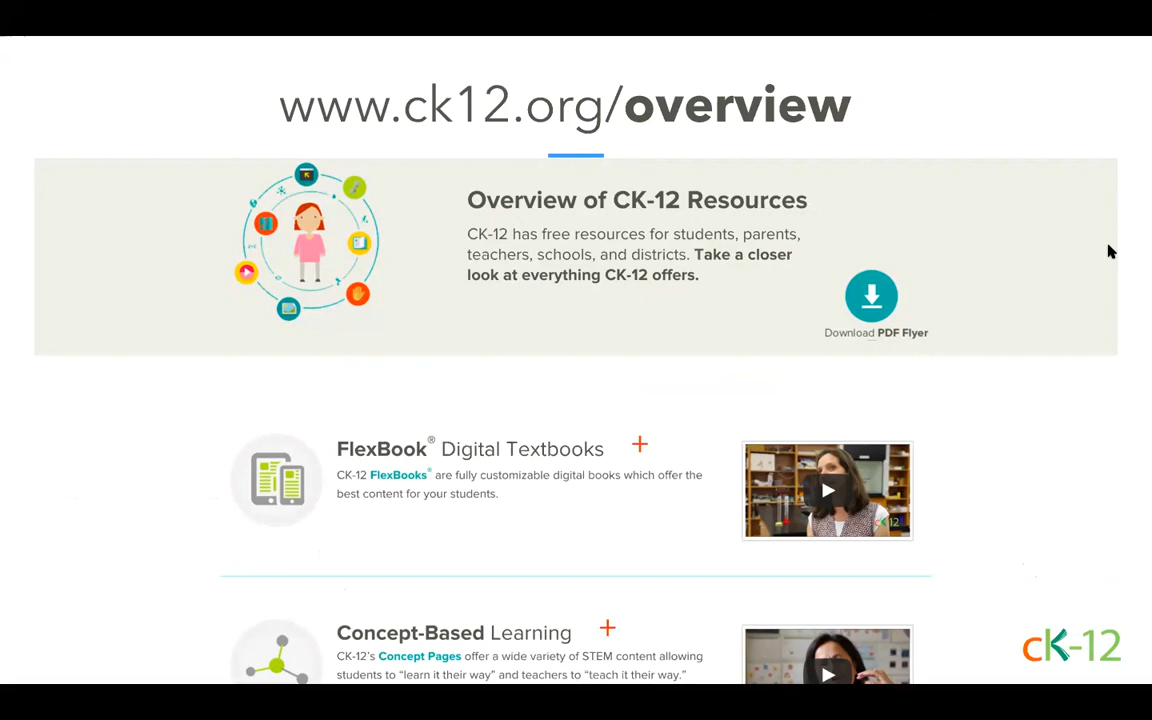 www.ck12.org/overview
Overview of CK-12 Resources
CK-12 has free resources for students, parents,
teachers, schools, and districts. Take a closer
look at everything CK-12 offers.
Download PDF Flyer
FlexBook® Digital Textbooks +
CK-12 FlexBooks® are fully customizable digital books which offer the
best content for your students.
cK-12
Concept-Based Learning +
CK-12’s Concept Pages offer a wide variety of STEM content allowing
students to “learn it their way” and teachers to “teach it their way.”
cK-12